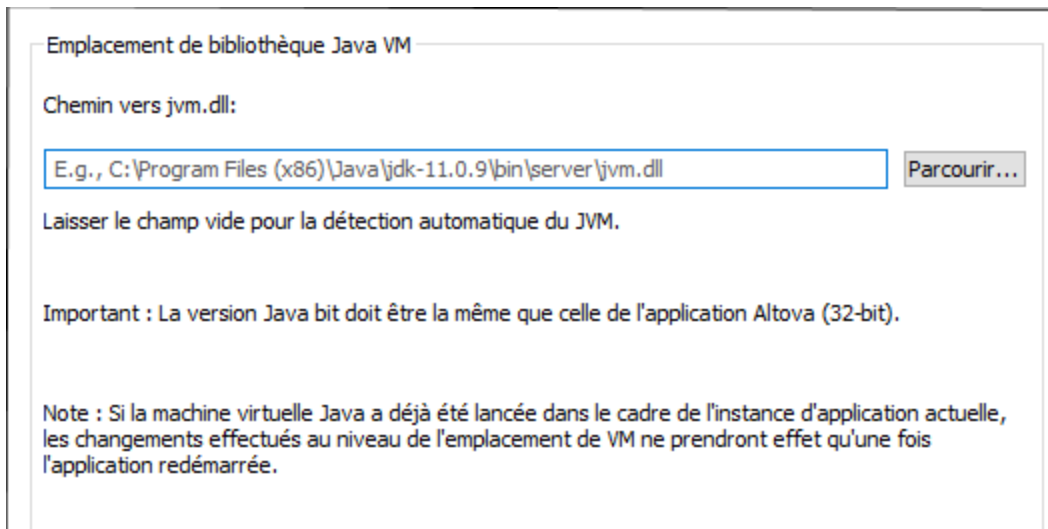 Emplacement de bibliothèque Java VM
Chemin vers jvm.dll:
E.g., C:\Program Files (x86)\Java\jdk-11.0.9\bin\server\jvm.dll
Parcourir...
Laisser le champ vide pour la détection automatique du JVM.
Important : La version Java bit doit être la même que celle de l'application Altova (32-bit).
Note : Si la machine virtuelle Java a déjà été lancée dans le cadre de l'instance d'application actuelle,
les changements effectués au niveau de l'emplacement de VM ne prendront effet qu'une fois
l'application redémarrée.